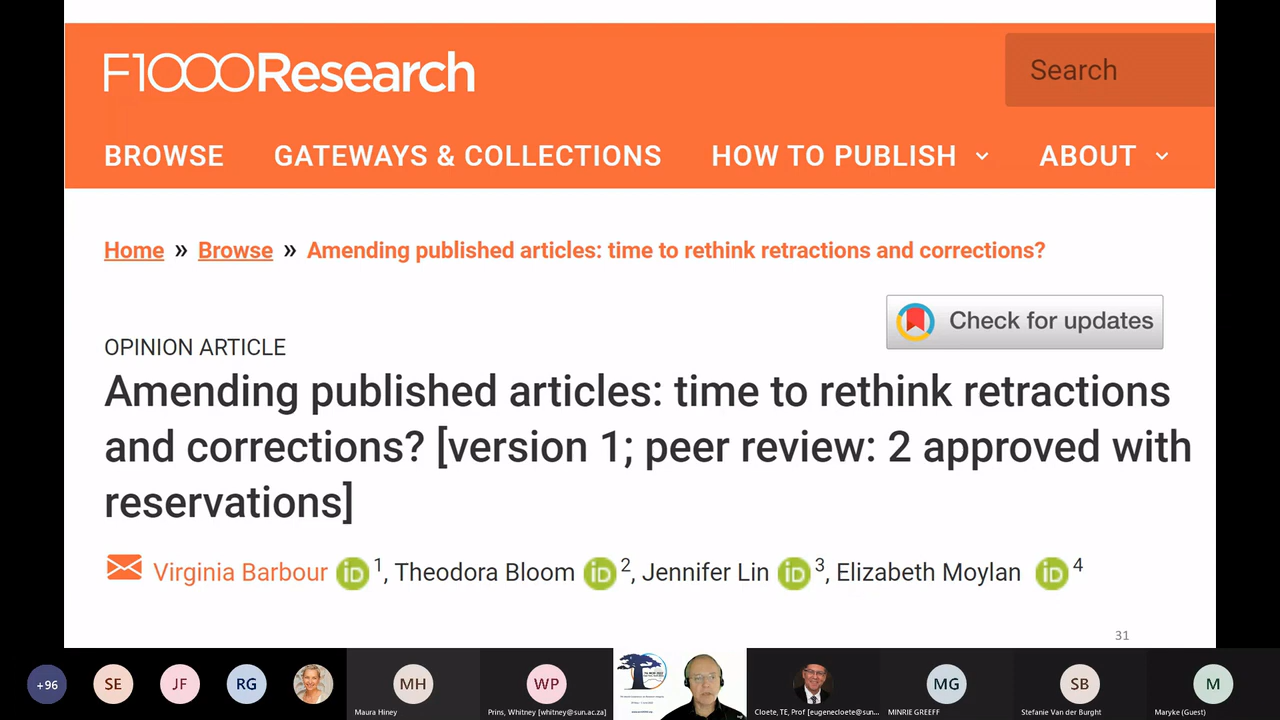 F1000Research
Search
BROWSE
GATEWAYS & COLLECTIONS
HOW TO PUBLISH
ABOUT
Home » Browse » Amending published articles: time to rethink retractions and corrections?
Check for updates
OPINION ARTICLE
Amending published articles: time to rethink retractions
and corrections? [version 1; peer review: 2 approved with
reservations]
Virginia Barbour iD 1, Theodora Bloom iD 2, Jennifer Lin iD 3, Elizabeth Moylan iD 4
31
+96
SE
JF
RG
MH
Maura Hiney
WP
Prins, Whitney [whitney@sun.ac.za]
Cloete, TE, Prof [eugenecloete@sun...
MG
MINRIE GREEFF
SB
Stefanie Van der Burght
M
Maryke (Guest)